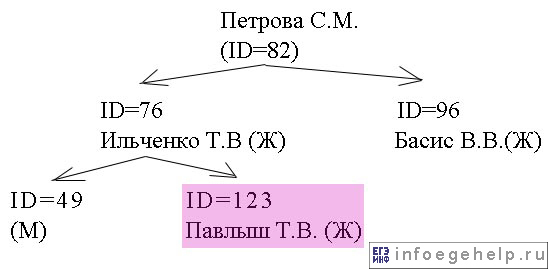 Петрова С.М.
(ID=82)
ID=76
Ильченко Т.В (Ж)
ID=96
Басис В.В.(Ж)
ID=49
(М)
ID=123
Павлыш Т.В. (Ж)
ЕГЭ
ИНФ
infoegehelp.ru